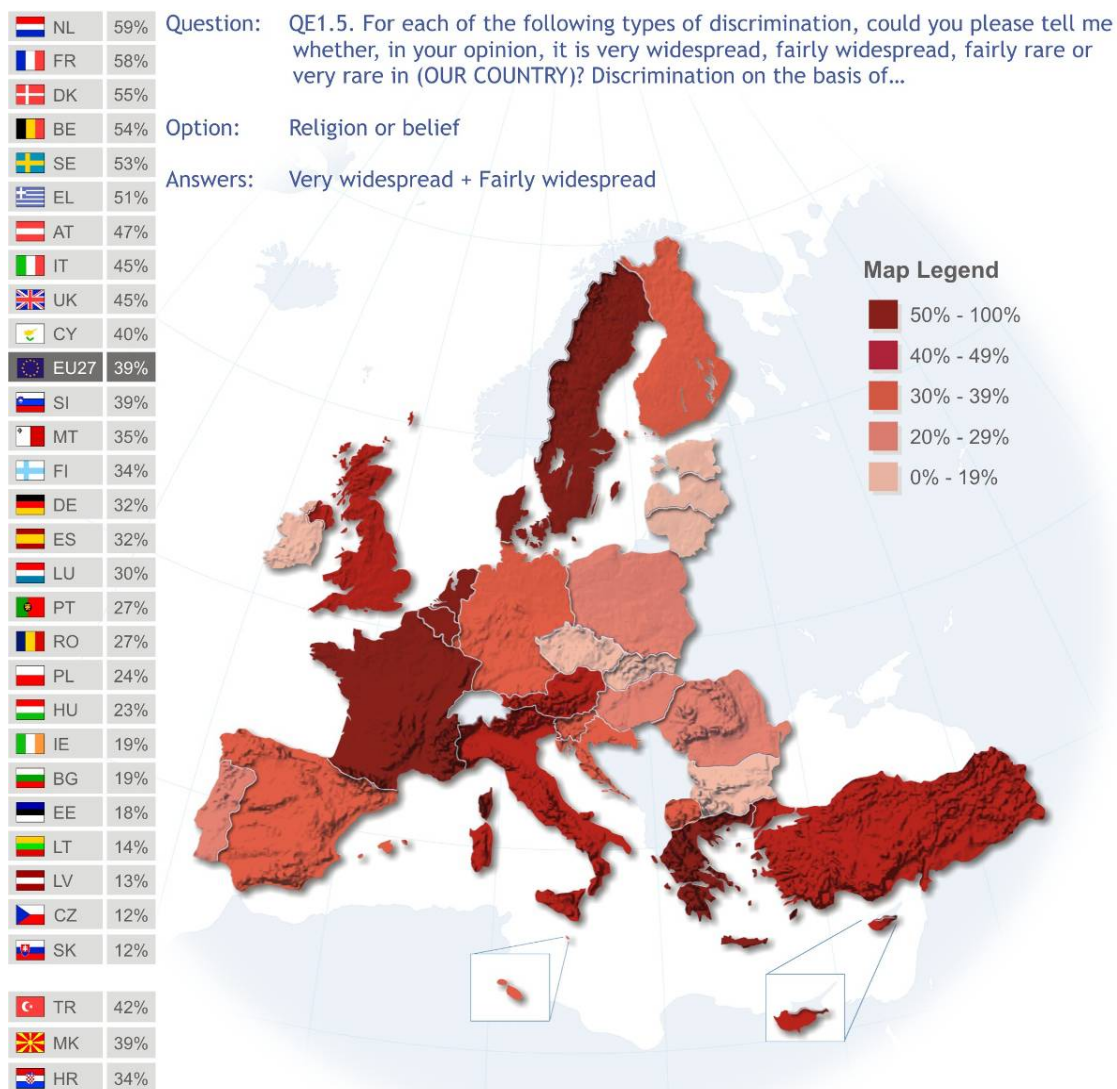 Question: QE1.5. For each of the following types of discrimination, could you please tell me
whether, in your opinion, it is very widespread, fairly widespread, fairly rare or
very rare in (OUR COUNTRY)? Discrimination on the basis of…
Option: Religion or belief
Answers: Very widespread + Fairly widespread
NL 59%
FR 58%
DK 55%
BE 54%
SE 53%
EL 51%
AT 47%
IT 45%
UK 45%
CY 40%
EU27 39%
SI 39%
MT 35%
FI 34%
DE 32%
ES 32%
LU 30%
PT 27%
RO 27%
PL 24%
HU 23%
IE 19%
BG 19%
EE 18%
LT 14%
LV 13%
CZ 12%
SK 12%
TR 42%
MK 39%
HR 34%
Map Legend
50% - 100%
40% - 49%
30% - 39%
20% - 29%
0% - 19%